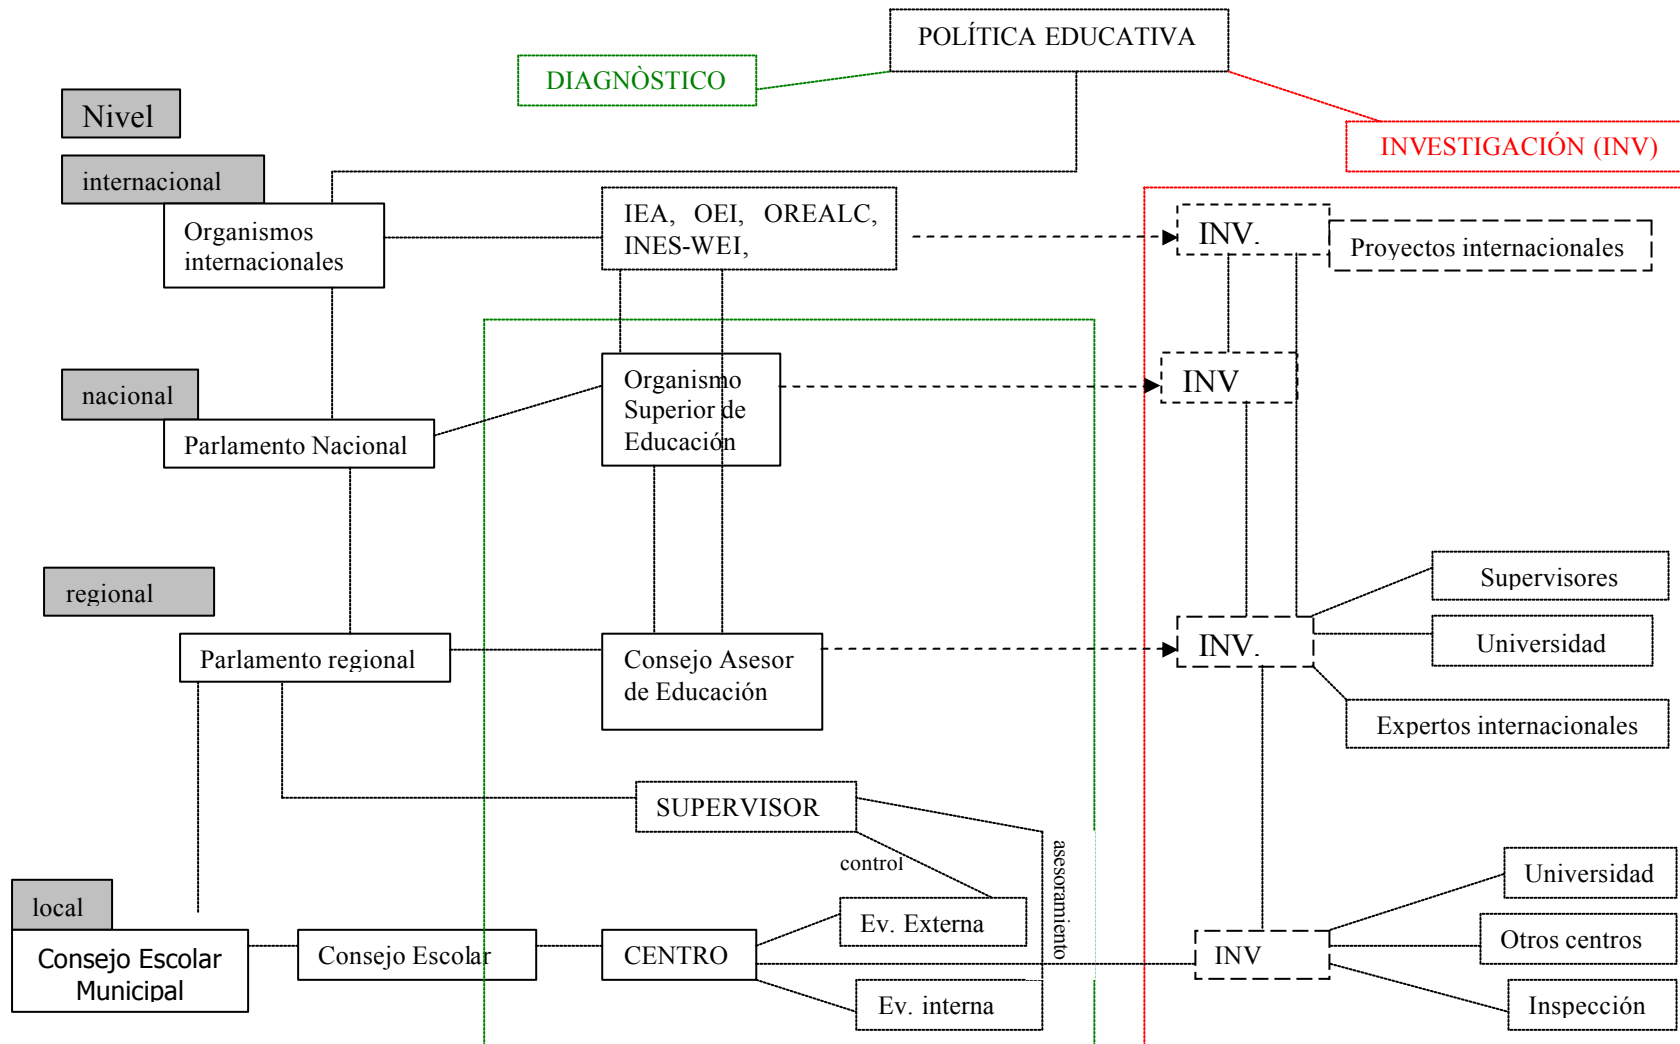 POLÍTICA EDUCATIVA
DIAGNÒSTICO
INVESTIGACIÓN (INV)
Nivel
internacional
Organismos
internacionales
IEA, OEI, OREALC,
INES-WEI,
INV.
Proyectos internacionales
nacional
Parlamento Nacional
Organismo
Superior de
Educación
INV
regional
Parlamento regional
Consejo Asesor
de Educación
INV.
Supervisores
Universidad
Expertos internacionales
SUPERVISOR
control
asesoramiento
local
Consejo Escolar
Municipal
Consejo Escolar
CENTRO
Ev. Externa
Ev. interna
INV
Universidad
Otros centros
Inspección